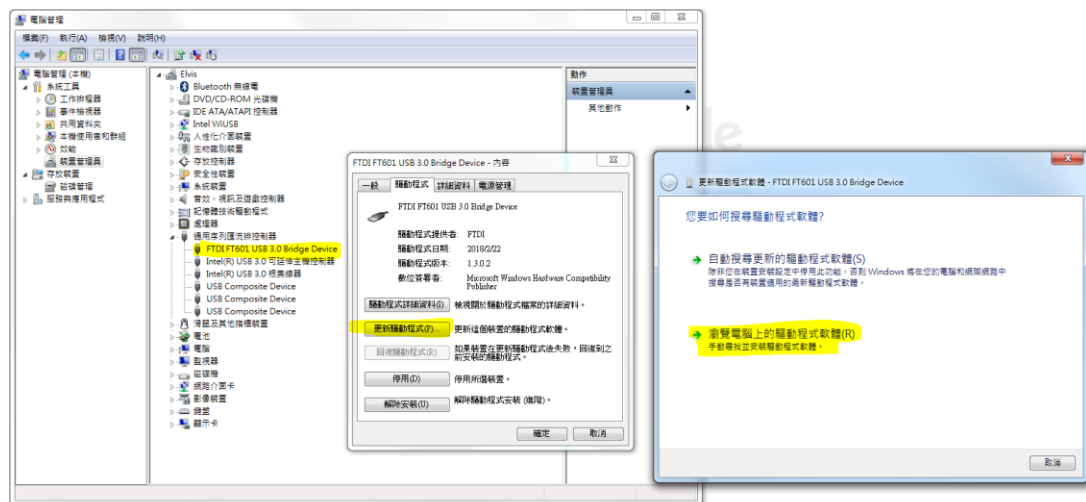 電腦管理
檔案(F) 執行(A) 檢視(V) 說明(H)
電腦管理 (本機)
系統工具
工作排程器
事件檢視器
共用資料夾
本機使用者和群組
效能
裝置管理員
存放裝置
磁碟管理
服務與應用程式
Elvis
Bluetooth 無線電
DVD/CD-ROM 光碟機
IDE ATA/ATAPI 控制器
Intel WiUSB
人性化介面裝置
生物識別裝置
存放控制器
安全性裝置
系統裝置
音效、視訊及遊戲控制器
記憶體技術驅動程式
處理器
通用序列匯流排控制器
FTDI FT601 USB 3.0 Bridge Device
Intel(R) USB 3.0 可延伸主機控制器
Intel(R) USB 3.0 根集線器
USB Composite Device
USB Composite Device
USB Composite Device
滑鼠及其他指標裝置
電池
電腦
監視器
磁碟機
網路介面卡
影像裝置
鍵盤
顯示卡
動作
裝置管理員
其他動作
FTDI FT601 USB 3.0 Bridge Device - 內容
一般 驅動程式 詳細資料 電源管理
FTDI FT601 USB 3.0 Bridge Device
驅動程式提供者: FTDI
驅動程式日期: 2018/2/22
驅動程式版本: 1.3.0.2
數位簽署者: Microsoft Windows Hardware Compatibility
Publisher
驅動程式詳細資料(I) 檢視關於驅動程式檔案的詳細資料。
更新驅動程式(P)... 更新這個裝置的驅動程式軟體。
回復驅動程式(R) 如果裝置在更新驅動程式後失敗，回復到之
前安裝的驅動程式。
停用(D) 停用所選裝置。
解除安裝(U) 解除驅動程式安裝 (進階)。
確定 取消
更新驅動程式軟體 - FTDI FT601 USB 3.0 Bridge Device
您要如何搜尋驅動程式軟體?
自動搜尋更新的驅動程式軟體(S)
除非您在裝置安裝設定中停用此功能，否則 Windows 將在您的電腦和網際網路中
搜尋是否有裝置適用的最新驅動程式軟體。
瀏覽電腦上的驅動程式軟體(R)
手動尋找並安裝驅動程式軟體。
取消